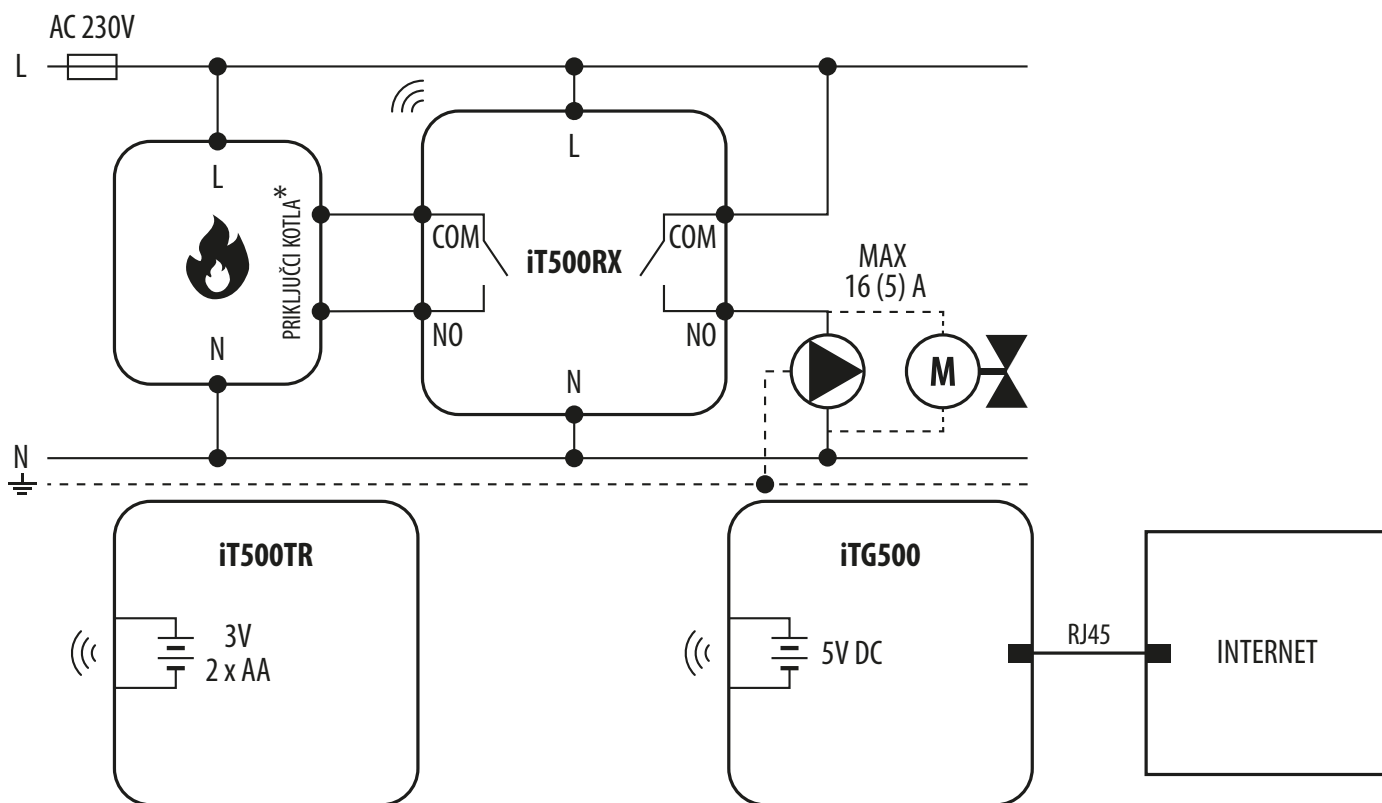 AC 230V
L
L
L
PRIKLJUČCI KOTLA*
COM
iT500RX
COM
MAX
16 (5) A
NO
NO
M
N
N
N
iT500TR
iTG500
3V
2 x AA
5V DC
RJ45
INTERNET